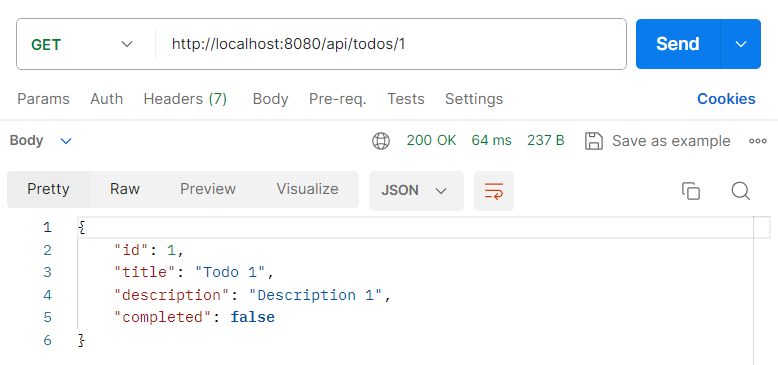 GET http://localhost:8080/api/todos/1 Send
Params Auth Headers (7) Body Pre-req. Tests Settings Cookies
Body 200 OK 64 ms 237 B Save as example
Pretty Raw Preview Visualize JSON
1 {
2 "id": 1,
3 "title": "Todo 1",
4 "description": "Description 1",
5 "completed": false
6 }